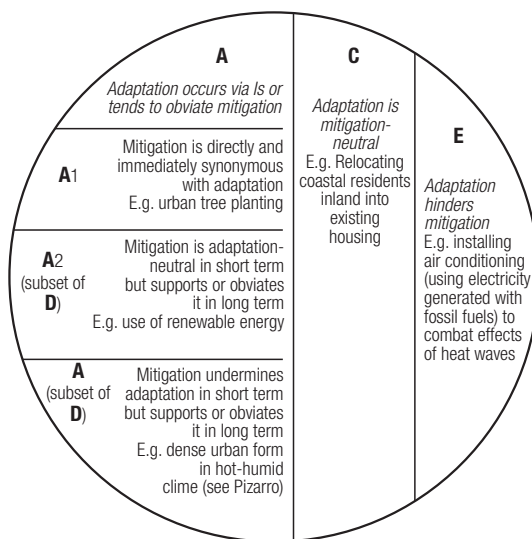 A
Adaptation occurs via Is or
tends to obviate mitigation
A1
Mitigation is directly and
immediately synonymous
with adaptation
E.g. urban tree planting
A2
(subset of
D)
Mitigation is adaptation-
neutral in short term
but supports or obviates
it in long term
E.g. use of renewable energy
A
(subset of
D)
Mitigation undermines
adaptation in short term
but supports or obviates
it in long term
E.g. dense urban form
in hot-humid
clime (see Pizarro)
C
Adaptation is
mitigation-
neutral
E.g. Relocating
coastal residents
inland into
existing
housing
E
Adaptation
hinders
mitigation
E.g. installing
air conditioning
(using electricity
generated with
fossil fuels) to
combat effects
of heat waves